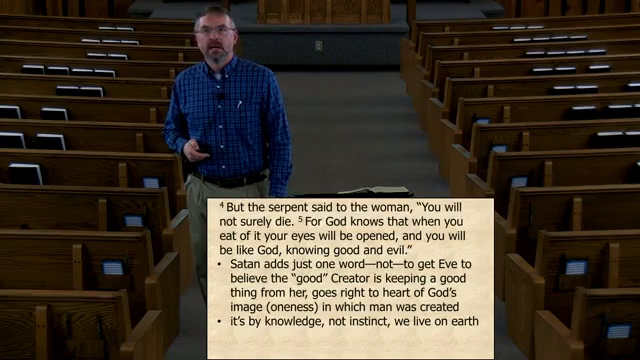 4 But the serpent said to the woman, “You will
not surely die. 5 For God knows that when you
eat of it your eyes will be opened, and you will
be like God, knowing good and evil.”
• Satan adds just one word—not—to get Eve to
believe the “good” Creator is keeping a good
thing from her, goes right to heart of God’s
image (oneness) in which man was created
• it’s by knowledge, not instinct, we live on earth